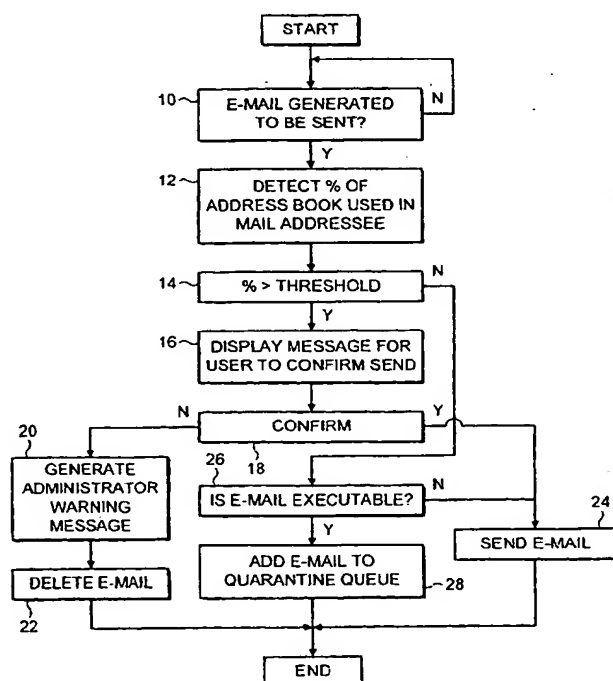 START
10
E-MAIL GENERATED
TO BE SENT?
N
Y
12
DETECT % OF
ADDRESS BOOK USED IN
MAIL ADDRESSEE
14
% > THRESHOLD
N
Y
16
DISPLAY MESSAGE FOR
USER TO CONFIRM SEND
N
CONFIRM
Y
18
20
GENERATE
ADMINISTRATOR
WARNING
MESSAGE
26
IS E-MAIL EXECUTABLE?
N
Y
24
SEND E-MAIL
DELETE E-MAIL
22
ADD E-MAIL TO
QUARANTINE QUEUE
28
END